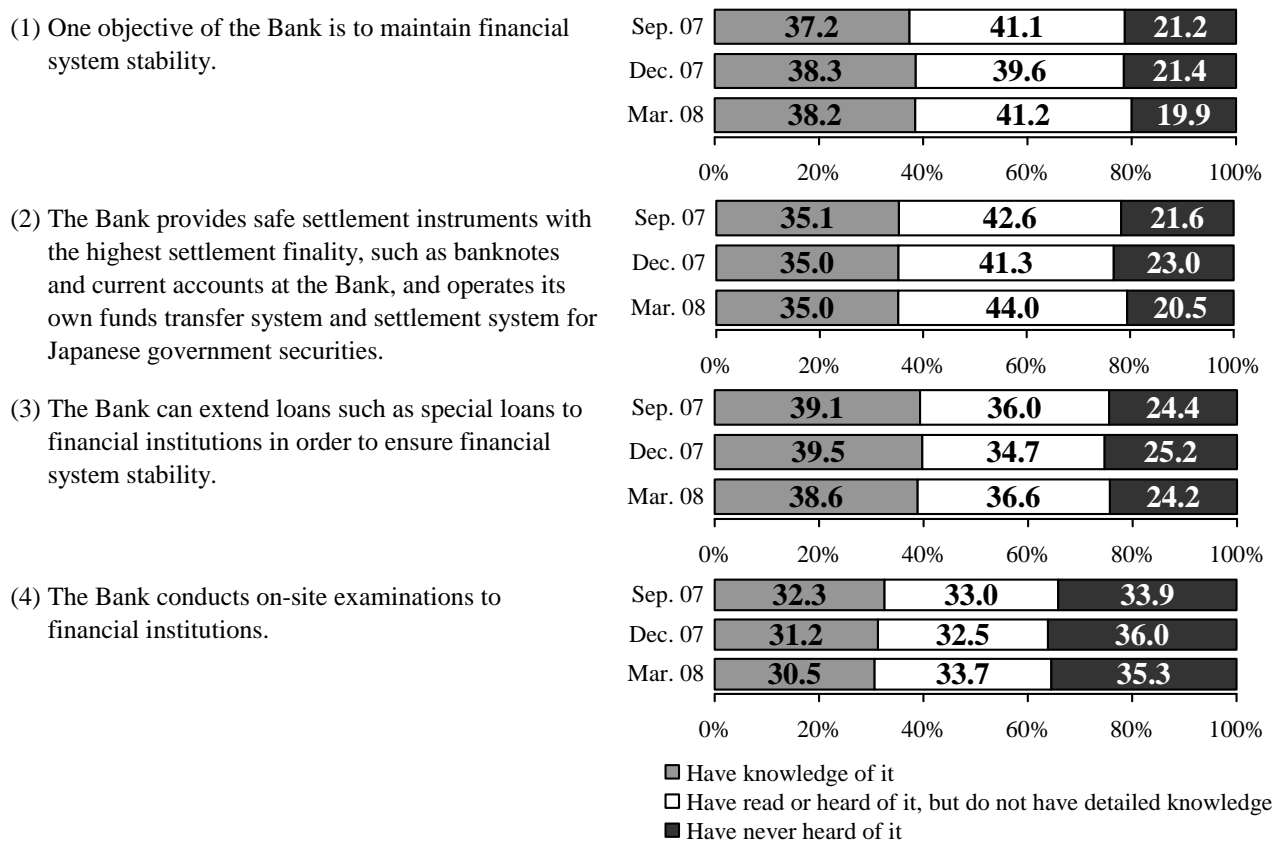 (1) One objective of the Bank is to maintain financial
system stability.
Sep. 07 37.2 41.1 21.2
Dec. 07 38.3 39.6 21.4
Mar. 08 38.2 41.2 19.9
0% 20% 40% 60% 80% 100%
(2) The Bank provides safe settlement instruments with
the highest settlement finality, such as banknotes
and current accounts at the Bank, and operates its
own funds transfer system and settlement system for
Japanese government securities.
Sep. 07 35.1 42.6 21.6
Dec. 07 35.0 41.3 23.0
Mar. 08 35.0 44.0 20.5
0% 20% 40% 60% 80% 100%
(3) The Bank can extend loans such as special loans to
financial institutions in order to ensure financial
system stability.
Sep. 07 39.1 36.0 24.4
Dec. 07 39.5 34.7 25.2
Mar. 08 38.6 36.6 24.2
0% 20% 40% 60% 80% 100%
(4) The Bank conducts on-site examinations to
financial institutions.
Sep. 07 32.3 33.0 33.9
Dec. 07 31.2 32.5 36.0
Mar. 08 30.5 33.7 35.3
0% 20% 40% 60% 80% 100%
Have knowledge of it
Have read or heard of it, but do not have detailed knowledge
Have never heard of it